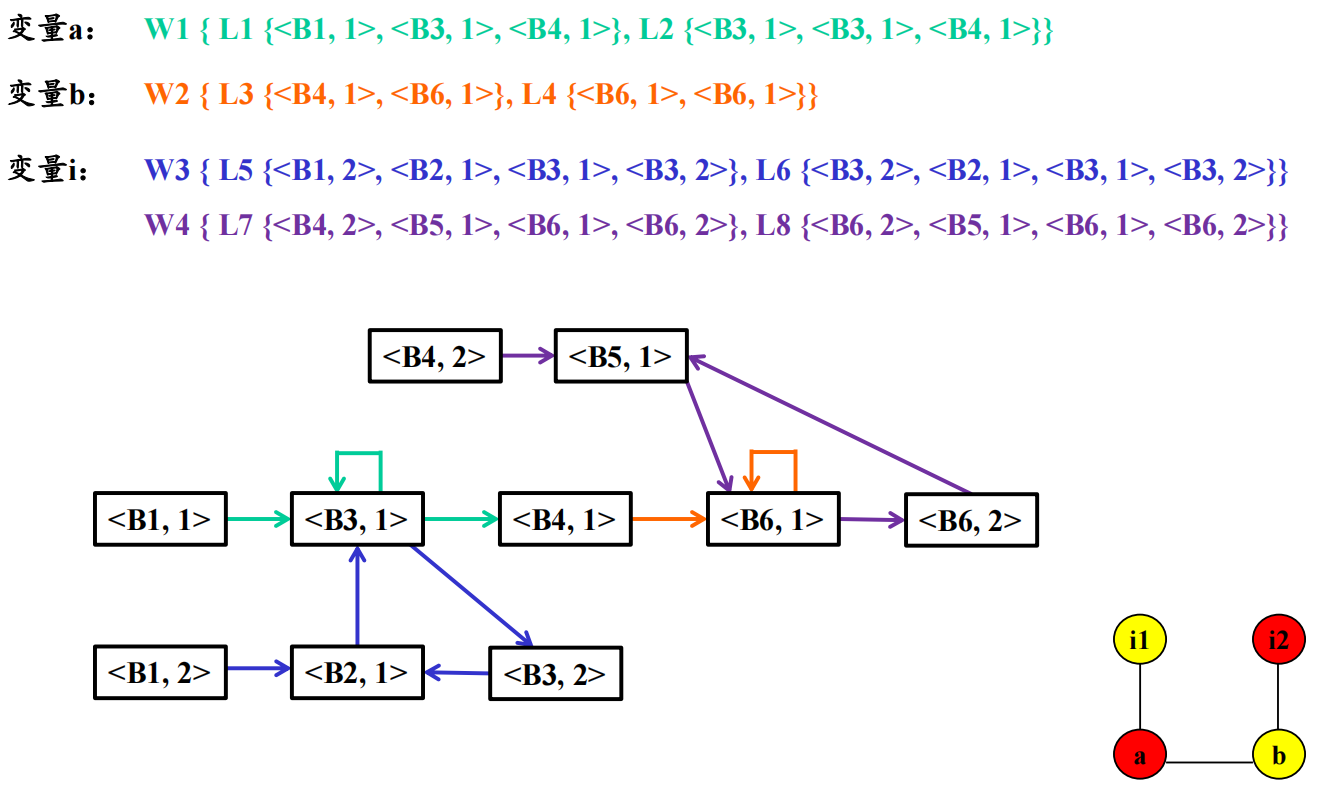 变量a： W1 { L1 {<B1, 1>, <B3, 1>, <B4, 1>}, L2 {<B3, 1>, <B3, 1>, <B4, 1>}}
变量b： W2 { L3 {<B4, 1>, <B6, 1>}, L4 {<B6, 1>, <B6, 1>}}
变量i： W3 { L5 {<B1, 2>, <B2, 1>, <B3, 1>, <B3, 2>}, L6 {<B3, 2>, <B2, 1>, <B3, 1>, <B3, 2>}}
W4 { L7 {<B4, 2>, <B5, 1>, <B6, 1>, <B6, 2>}, L8 {<B6, 2>, <B5, 1>, <B6, 1>, <B6, 2>}}
<B4, 2> <B5, 1>
<B1, 1> <B3, 1> <B4, 1> <B6, 1> <B6, 2>
i1 i2
<B1, 2> <B2, 1> <B3, 2>
a b